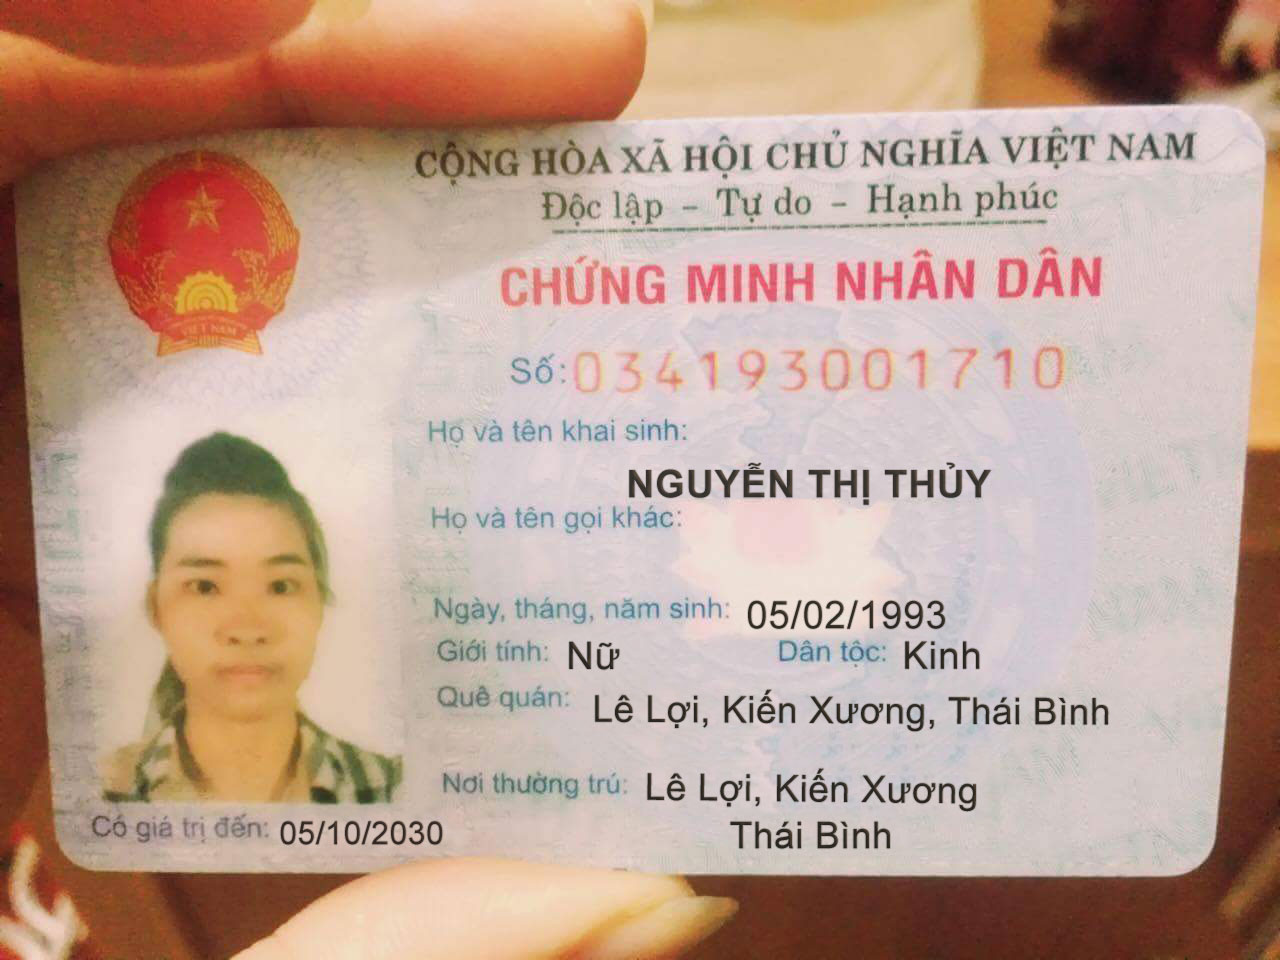 CỘNG HÒA XÃ HỘI CHỦ NGHĨA VIỆT NAM
Độc lập - Tự do - Hạnh phúc
CHỨNG MINH NHÂN DÂN
Số: 034193001710
Họ và tên khai sinh:
NGUYỄN THỊ THỦY
Họ và tên gọi khác:
Ngày, tháng, năm sinh: 05/02/1993
Giới tính: Nữ Dân tộc: Kinh
Quê quán: Lê Lợi, Kiến Xương, Thái Bình
Nơi thường trú: Lê Lợi, Kiến Xương
Thái Bình
Có giá trị đến: 05/10/2030
VIỆT NAM